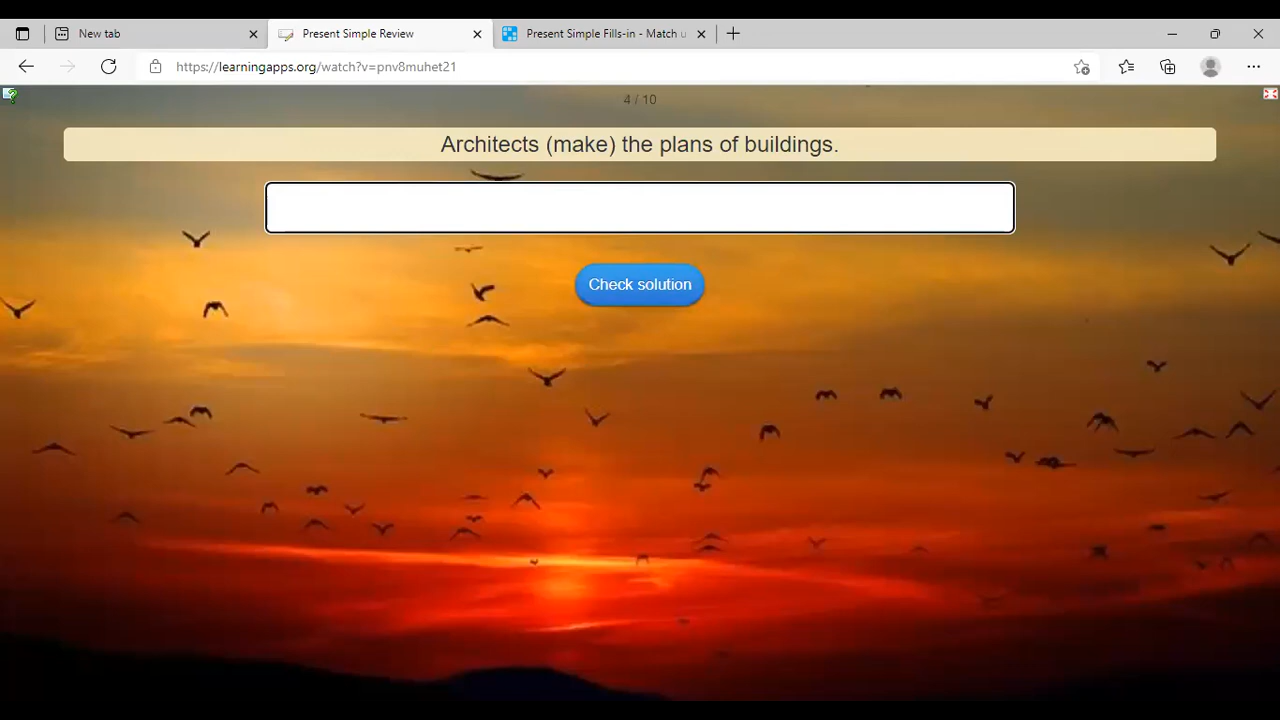 New tab
Present Simple Review
Present Simple Fills-in - Match u
https://learningapps.org/watch?v=pnv8muhet21
4 / 10
Architects (make) the plans of buildings.
Check solution